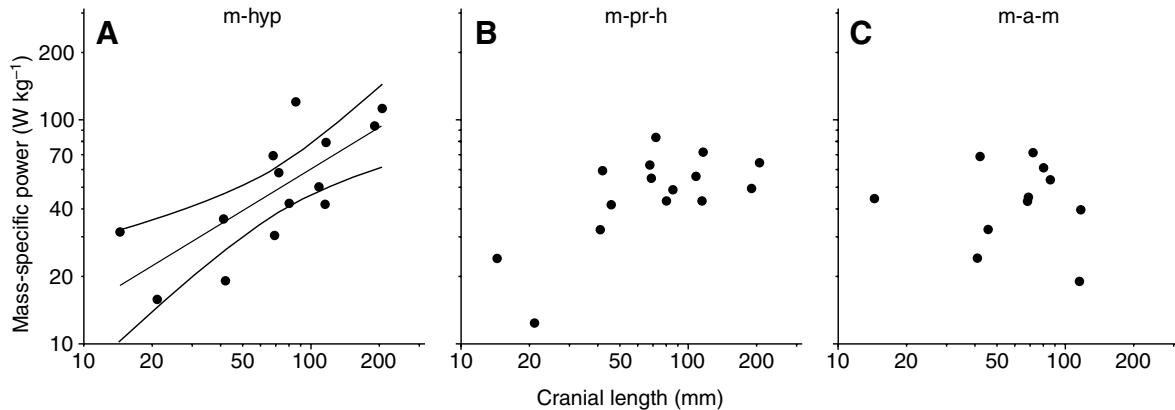 A m-hyp
B m-pr-h
C m-a-m
Mass-specific power (W kg⁻¹)
200
100
70
40
20
10
10 20 50 100 200
10 20 50 100 200
10 20 50 100 200
Cranial length (mm)